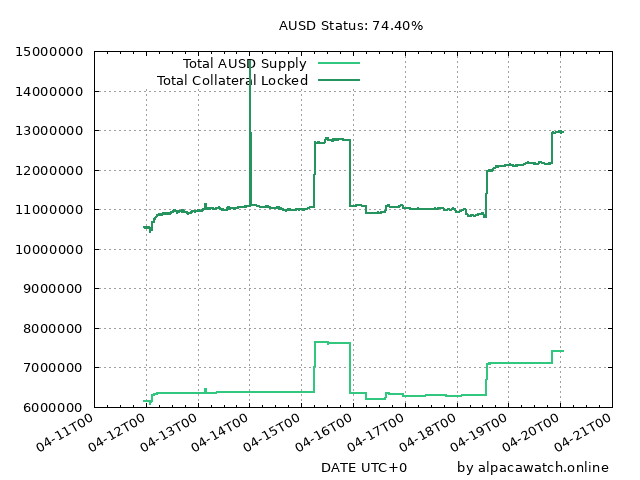 AUSD Status: 74.40%
15000000
Total AUSD Supply
Total Collateral Locked
14000000
13000000
12000000
11000000
10000000
9000000
8000000
7000000
6000000
04-11T00 04-12T00 04-13T00 04-14T00 04-15T00 04-16T00 04-17T00 04-18T00 04-19T00 04-20T00 04-21T00
DATE UTC+0 by alpacawatch.online